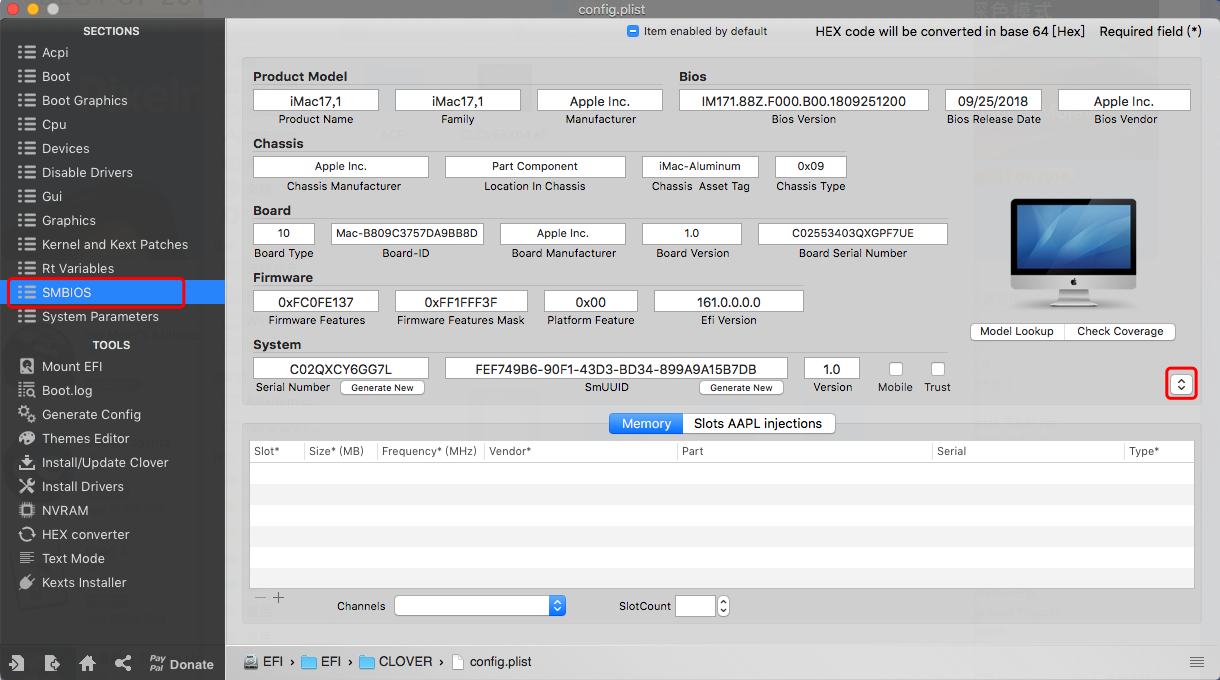 config.plist
SECTIONS
Acpi
Boot
Boot Graphics
Cpu
Devices
Disable Drivers
Gui
Graphics
Kernel and Kext Patches
Rt Variables
SMBIOS
System Parameters
TOOLS
Mount EFI
Boot.log
Generate Config
Themes Editor
Install/Update Clover
Install Drivers
NVRAM
HEX converter
Text Mode
Kexts Installer
Pay Pal Donate
Item enabled by default HEX code will be converted in base 64 [Hex] Required field (*)
Product Model Bios
iMac17,1 iMac17,1 Apple Inc. IM171.88Z.F000.B00.1809251200 09/25/2018 Apple Inc.
Product Name Family Manufacturer Bios Version Bios Release Date Bios Vendor
Chassis
Apple Inc. Part Component iMac-Aluminum 0x09
Chassis Manufacturer Location In Chassis Chassis Asset Tag Chassis Type
Board
10 Mac-B809C3757DA9BB8D Apple Inc. 1.0 C02553403QXGPF7UE
Board Type Board-ID Board Manufacturer Board Version Board Serial Number
Firmware
0xFC0FE137 0xFF1FFF3F 0x00 161.0.0.0.0
Firmware Features Firmware Features Mask Platform Feature Efi Version
Model Lookup Check Coverage
System
C02QXCY6GG7L FEF749B6-90F1-43D3-BD34-899A9A15B7DB 1.0
Serial Number Generate New SmUUID Generate New Version Mobile Trust
Memory Slots AAPL injections
Slot* Size* (MB) Frequency* (MHz) Vendor* Part Serial Type*
Channels SlotCount
EFI › EFI › CLOVER › config.plist